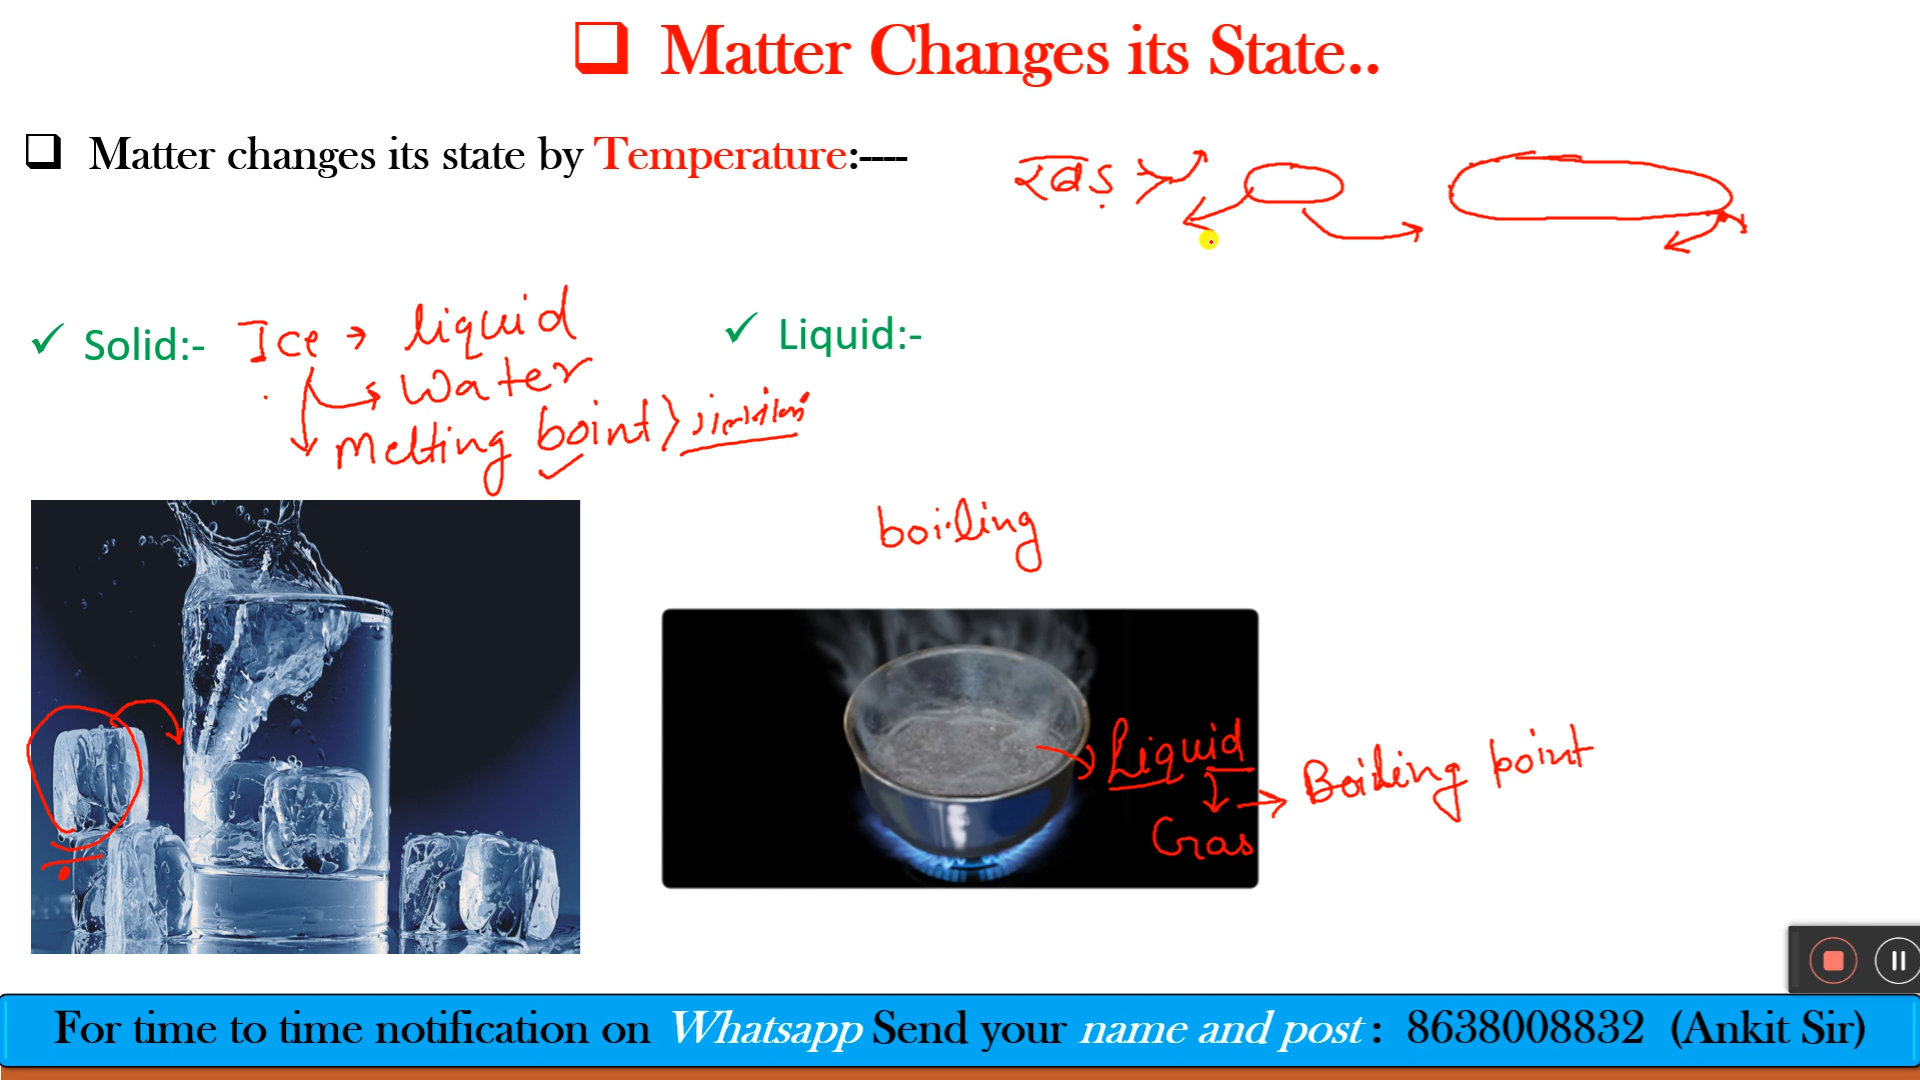 ❑ Matter Changes its State..
❑ Matter changes its state by Temperature:----
रबड़
✓ Solid:- Ice → liquid
→ Water
Melting point
✓ Liquid:-
boiling
Liquid
Gas
→ Boiling point
For time to time notification on Whatsapp Send your name and post : 8638008832 (Ankit Sir)